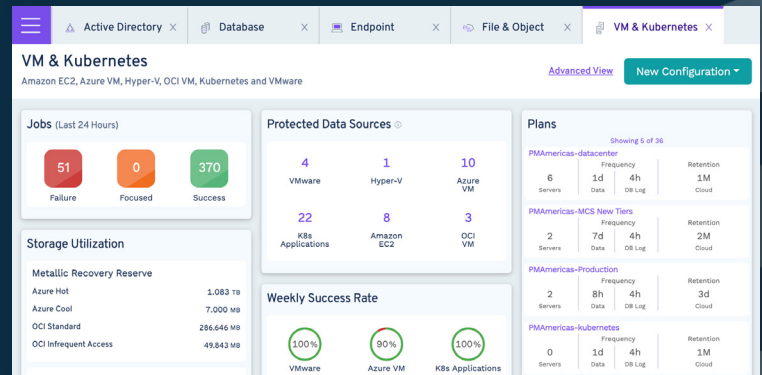 Active Directory X
Database X
Endpoint X
File & Object X
VM & Kubernetes X
VM & Kubernetes
Amazon EC2, Azure VM, Hyper-V, OCI VM, Kubernetes and VMware
Advanced View
New Configuration
Jobs (Last 24 Hours)
51 0 370
Failure Focused Success
Storage Utilization
Metallic Recovery Reserve
Azure Hot 1.083 TB
Azure Cool 7.000 MB
OCI Standard 286.646 MB
OCI Infrequent Access 49.843 MB
Protected Data Sources
4 1 10
VMware Hyper-V Azure
VM
22 8 3
K8s Amazon OCI
Applications EC2 VM
Weekly Success Rate
100% 90% 100%
VMware Azure VM K8s Applications
Plans
Showing 5 of 36
PMAmericas-datacenter
Frequency Retention
6 1d 4h 1M
Servers Data DB Log Cloud
PMAmericas-MCS New Tiers
Frequency Retention
2 7d 4h 2M
Servers Data DB Log Cloud
PMAmericas-Production
Frequency Retention
2 8h 4h 3d
Servers Data DB Log Cloud
PMAmericas-kubernetes
Frequency Retention
0 1d 4h 1M
Servers Data DB Log Cloud